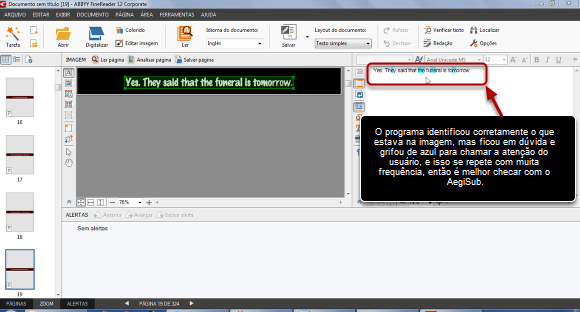 Documento sem título [19] - ABBYY FineReader 12 Corporate
ARQUIVO EDITAR EXIBIR DOCUMENTO PÁGINA ÁREA FERRAMENTAS AJUDA
Tarefa Abrir Digitalizar Colorido Editar imagem Ler Idioma do documento: Inglês Salvar Layout do documento: Texto simples Refazer Desfazer Verificar texto Redação Localizar Opções
IMAGEM Ler página Analisar página Salvar página
Arial Unicode MS 12
Yes. They said that the funeral is tomorrow.
Yes. They said that the funeral is tomorrow.
O programa identificou corretamente o que
estava na imagem, mas ficou em dúvida e
grifou de azul para chamar a atenção do
usuário, e isso se repete com muita
frequência, então é melhor checar com o
AegiSub.
16
17
18
19
76%
ALERTAS Anterior Avançar Excluir alerta
Sem alertas
PÁGINAS ZOOM ALERTAS PÁGINA 19 DE 324